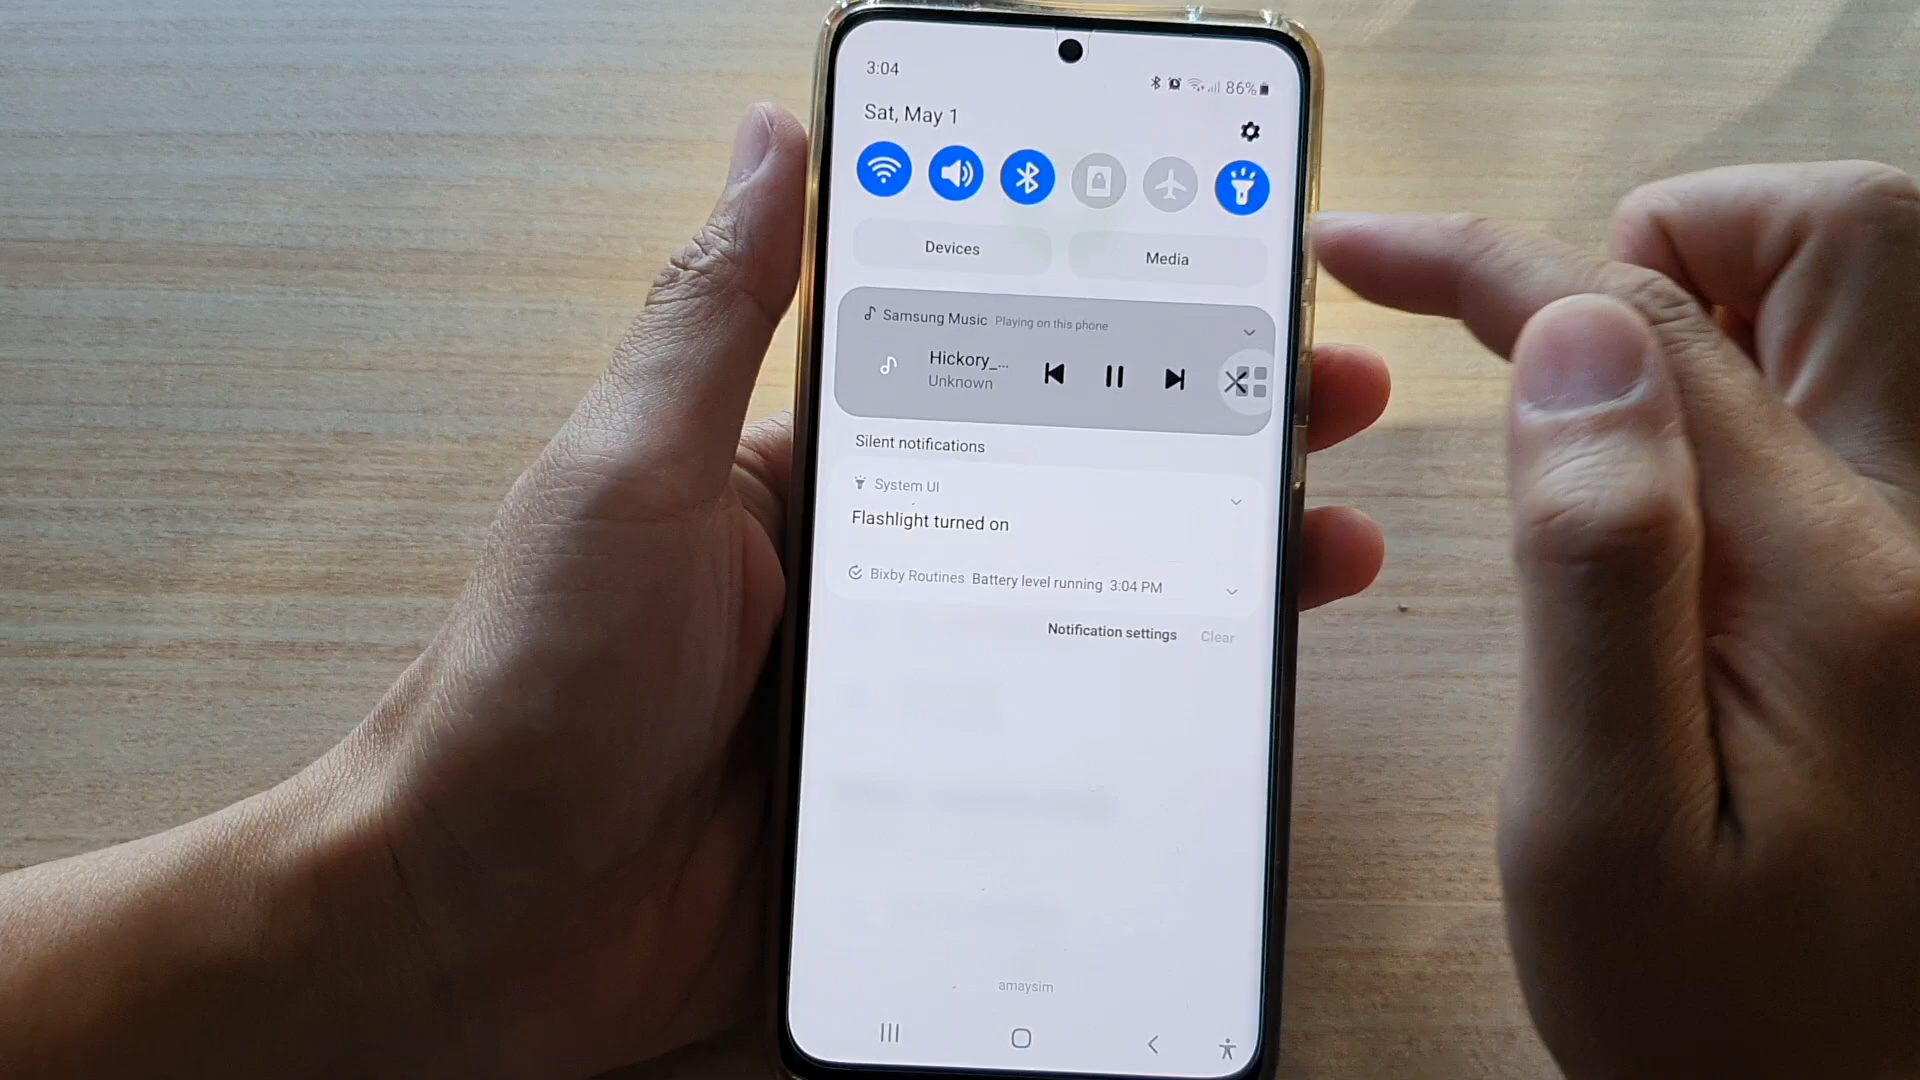 3:04
86%
Sat, May 1
Devices
Media
Samsung Music Playing on this phone
Hickory_...
Unknown
Silent notifications
System UI
Flashlight turned on
Bixby Routines Battery level running 3:04 PM
Notification settings
Clear
amaysim